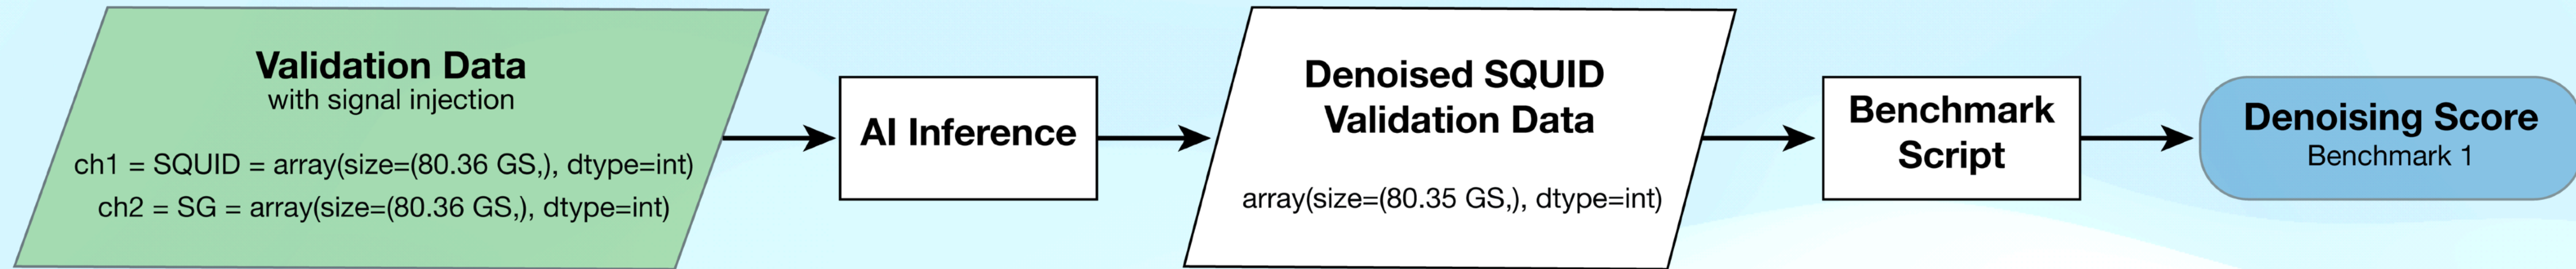 Validation Data
with signal injection
ch1 = SQUID = array(size=(80.36 GS,), dtype=int)
ch2 = SG = array(size=(80.36 GS,), dtype=int)
AI Inference
Denoised SQUID
Validation Data
array(size=(80.35 GS,), dtype=int)
Benchmark
Script
Denoising Score
Benchmark 1